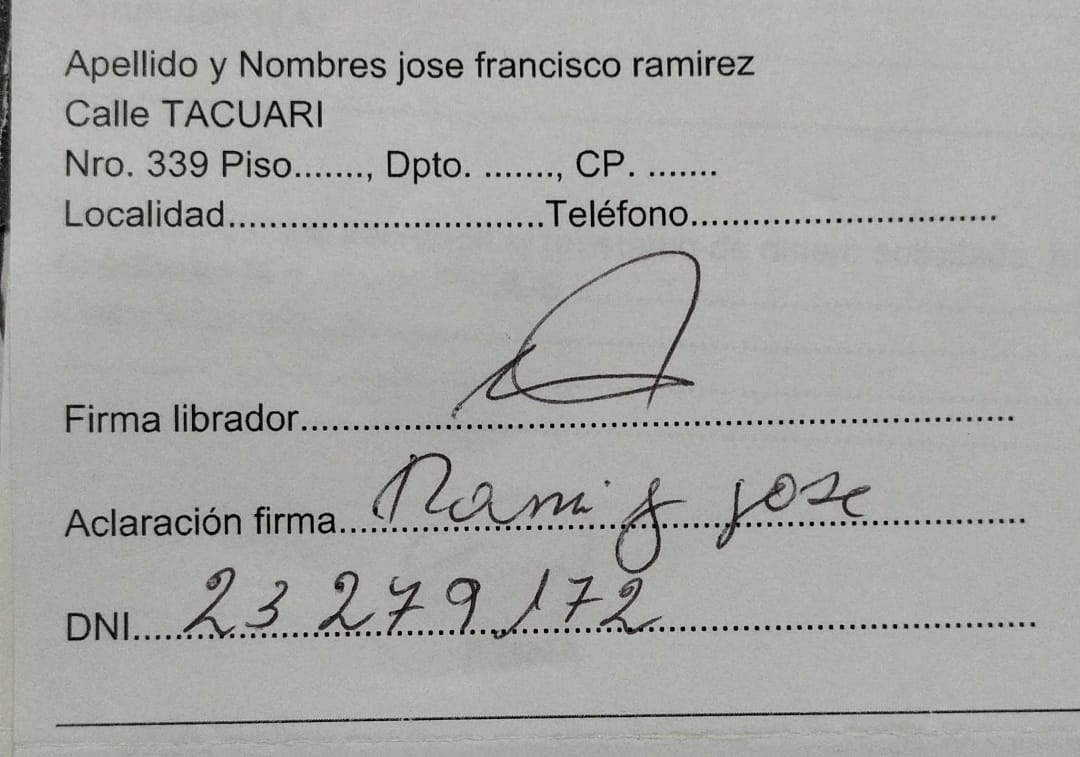 Apellido y Nombres jose francisco ramirez
Calle TACUARI
Nro. 339 Piso......., Dpto. ......., CP. .......
Localidad..............................Teléfono.............................
Firma librador....................................................................
Aclaración firma... jose
DNI.....23 279,172.....................................